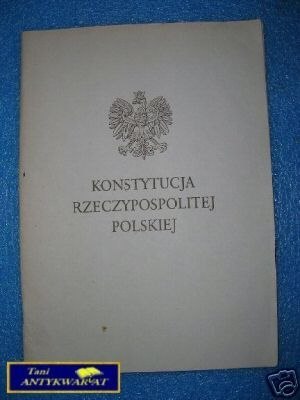 KONSTYTUCJA
RZECZYPOSPOLITEJ
POLSKIEJ
Tani
ANTYKWARIAT